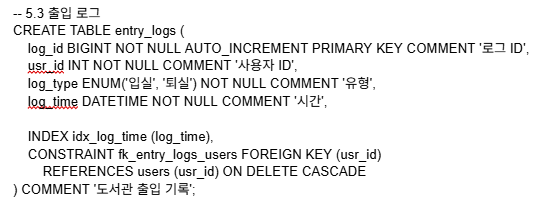 -- 5.3 출입 로그
CREATE TABLE entry_logs (
log_id BIGINT NOT NULL AUTO_INCREMENT PRIMARY KEY COMMENT '로그 ID',
usr_id INT NOT NULL COMMENT '사용자 ID',
log_type ENUM('입실', '퇴실') NOT NULL COMMENT '유형',
log_time DATETIME NOT NULL COMMENT '시간',
INDEX idx_log_time (log_time),
CONSTRAINT fk_entry_logs_users FOREIGN KEY (usr_id)
REFERENCES users (usr_id) ON DELETE CASCADE
) COMMENT '도서관 출입 기록';